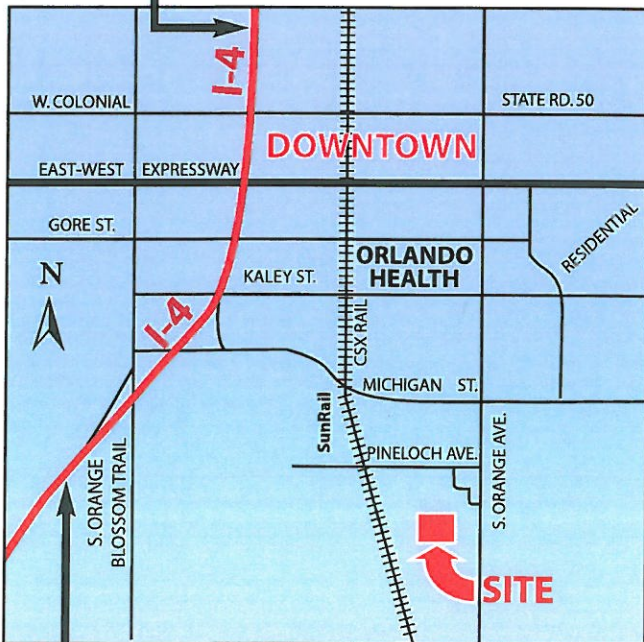 I-4
W. COLONIAL
STATE RD. 50
DOWNTOWN
EAST-WEST EXPRESSWAY
GORE ST.
RESIDENTIAL
N
KALEY ST.
ORLANDO
HEALTH
I-4
CSX RAIL
MICHIGAN ST.
SunRail
S. ORANGE
BLOSSOM TRAIL
PINELOCH AVE.
S. ORANGE AVE.
SITE